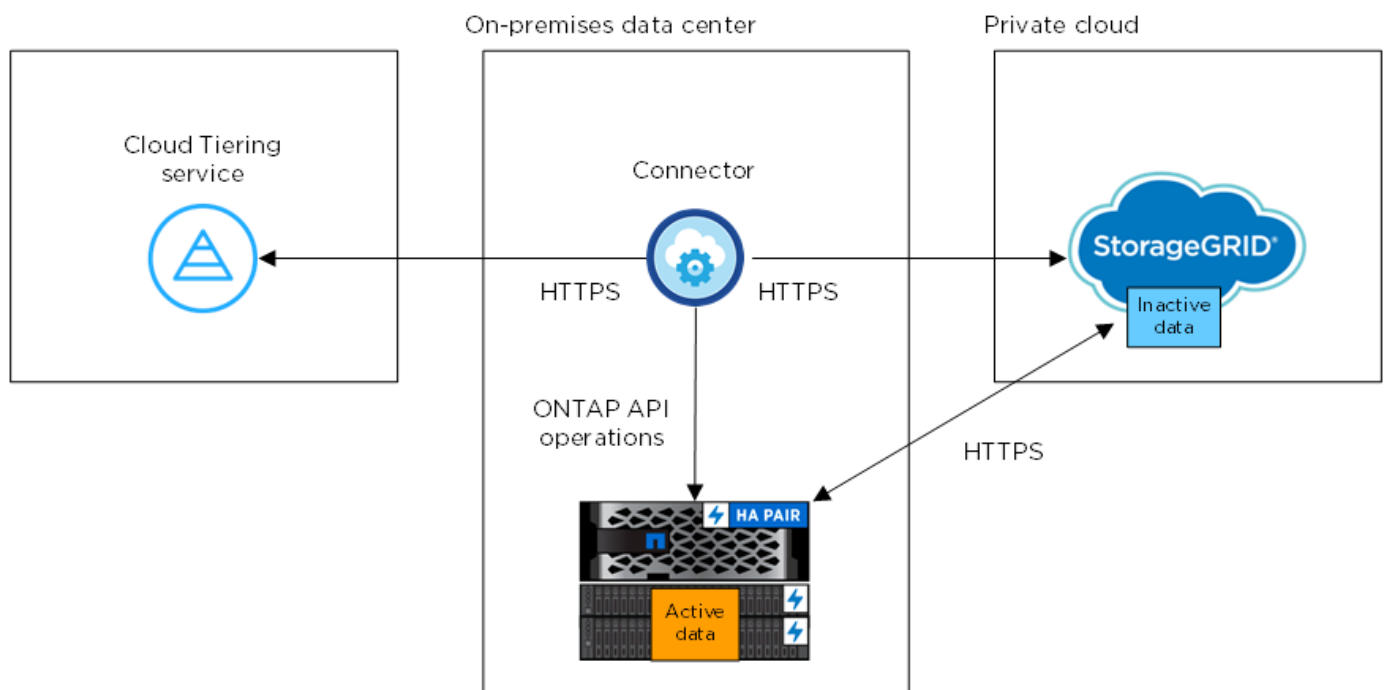 On-premises data center
Private cloud
Cloud Tiering
service
Connector
StorageGRID®
Inactive
data
HTTPS
HTTPS
ONTAP API
operations
HTTPS
HA PAIR
Active
data